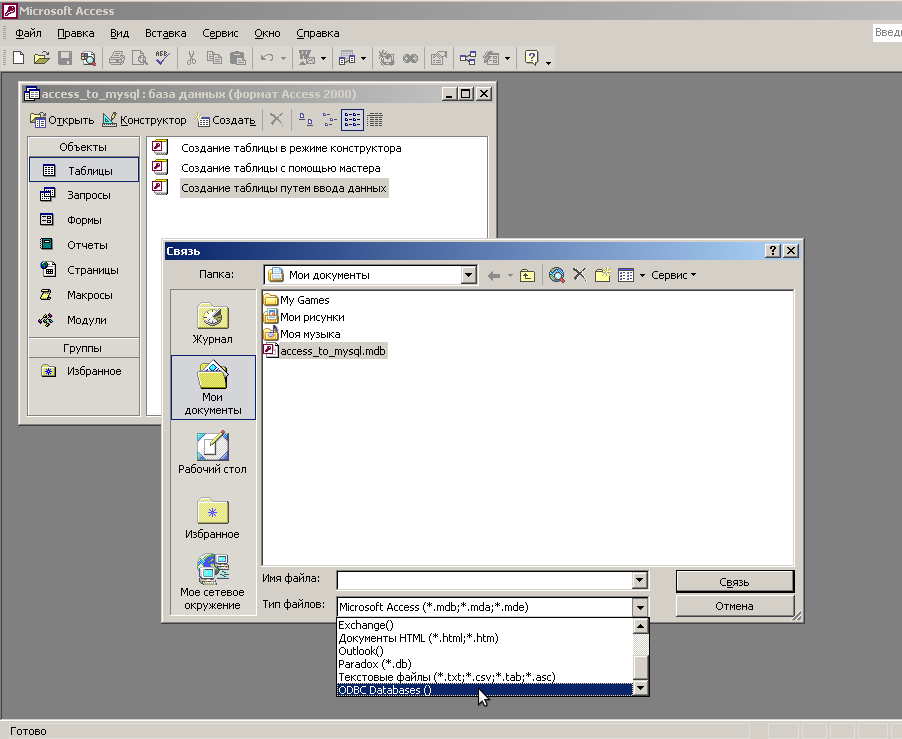 Microsoft Access
Файл Правка Вид Вставка Сервис Окно Справка
Введи
access_to_mysql : база данных (формат Access 2000)
Открыть Конструктор Создать
Объекты
Таблицы
Запросы
Формы
Отчеты
Страницы
Макросы
Модули
Группы
Избранное
Создание таблицы в режиме конструктора
Создание таблицы с помощью мастера
Создание таблицы путем ввода данных
Связь
Папка: Мои документы Сервис
Журнал
Мои
документы
Рабочий стол
Избранное
Мое сетевое
окружение
My Games
Мои рисунки
Моя музыка
access_to_mysql.mdb
Имя файла: Связь
Тип файлов: Microsoft Access (*.mdb;*.mda;*.mde) Отмена
Exchange()
Документы HTML (*.html;*.htm)
Outlook()
Paradox (*.db)
Текстовые файлы (*.txt;*.csv;*.tab;*.asc)
ODBC Databases ()
Готово